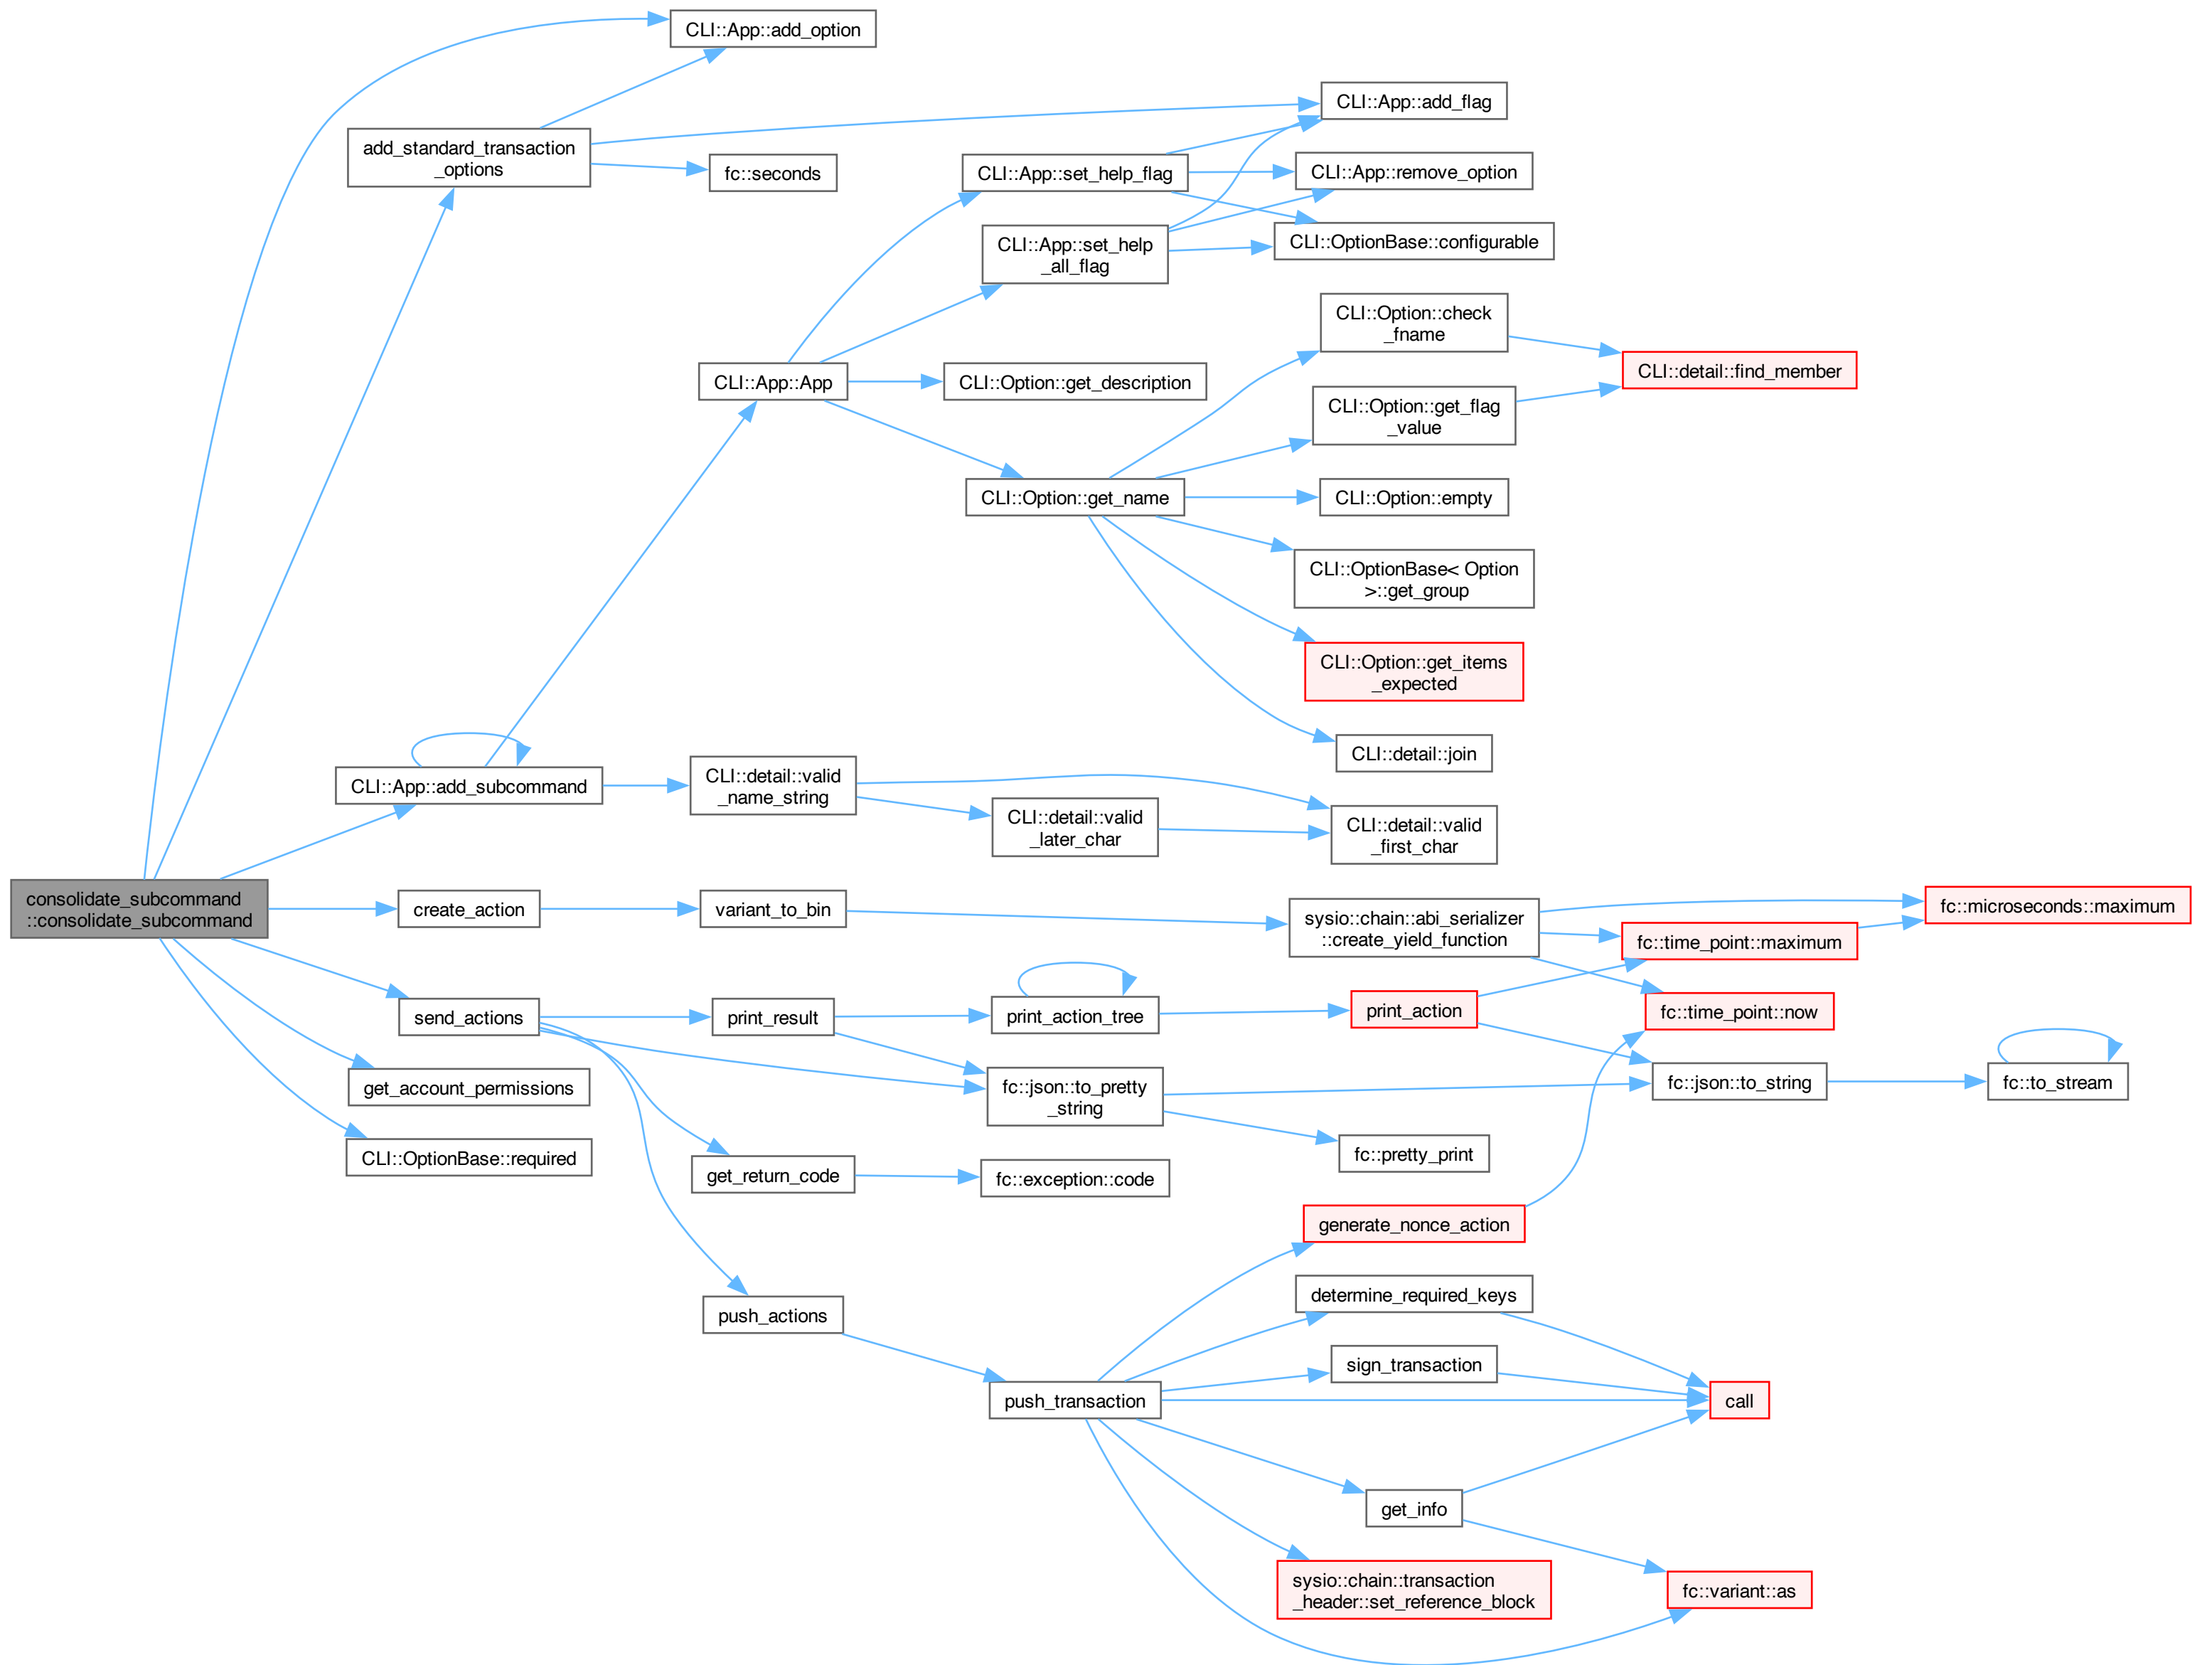 CLI::App::add_option
CLI::App::add_flag
add_standard_transaction
_options
fc::seconds
CLI::App::set_help_flag
CLI::App::remove_option
CLI::App::set_help
_all_flag
CLI::OptionBase::configurable
CLI::Option::check
_fname
CLI::detail::find_member
CLI::App::App
CLI::Option::get_description
CLI::Option::get_flag
_value
CLI::Option::get_name
CLI::Option::empty
CLI::OptionBase< Option
>::get_group
CLI::Option::get_items
_expected
CLI::detail::join
CLI::App::add_subcommand
CLI::detail::valid
_name_string
CLI::detail::valid
_later_char
CLI::detail::valid
_first_char
consolidate_subcommand
::consolidate_subcommand
create_action
variant_to_bin
sysio::chain::abi_serializer
::create_yield_function
fc::microseconds::maximum
fc::time_point::maximum
send_actions
print_result
print_action_tree
print_action
fc::time_point::now
get_account_permissions
fc::json::to_pretty
_string
fc::json::to_string
fc::to_stream
CLI::OptionBase::required
get_return_code
fc::exception::code
fc::pretty_print
generate_nonce_action
determine_required_keys
push_actions
sign_transaction
push_transaction
call
get_info
sysio::chain::transaction
_header::set_reference_block
fc::variant::as